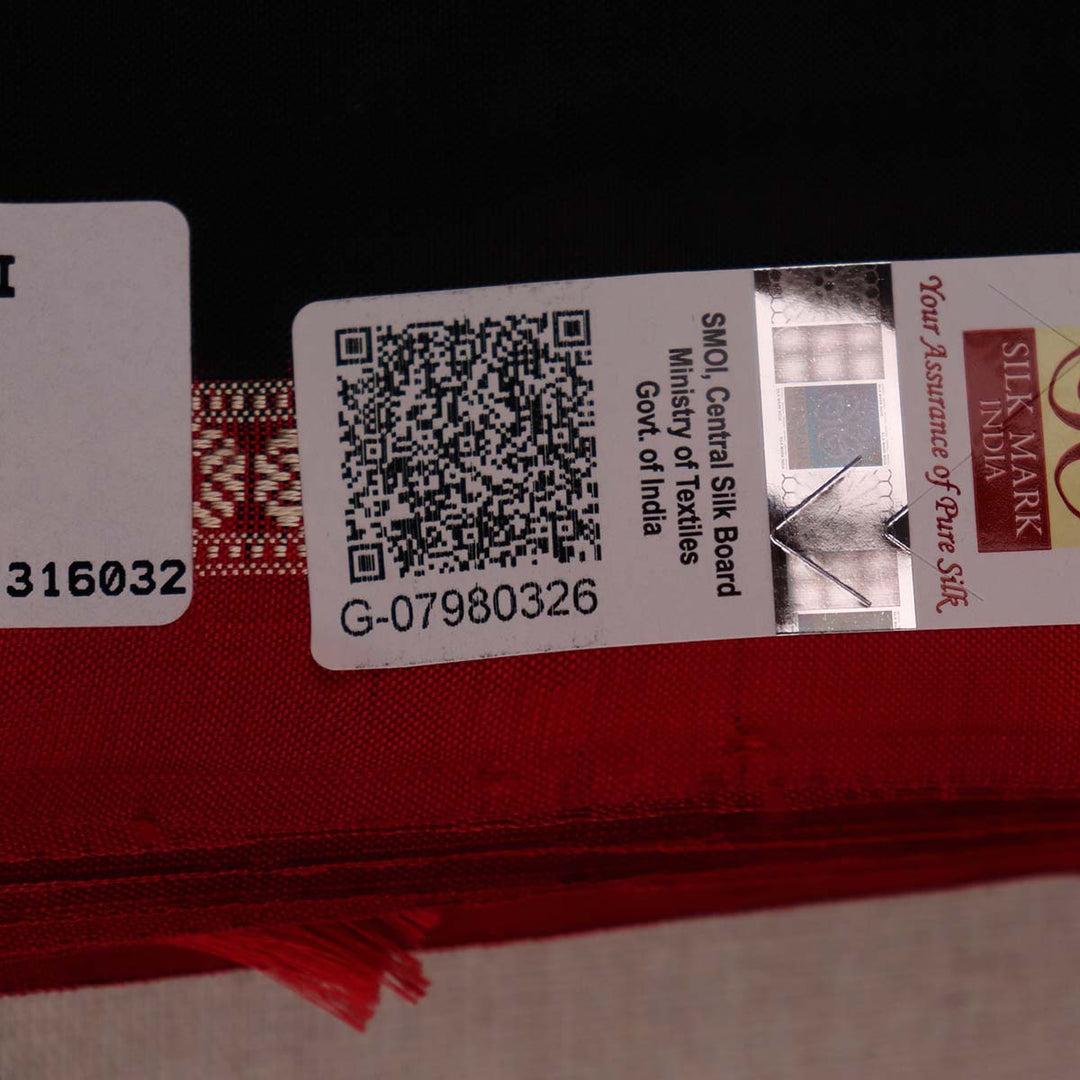 I
316032
G-07980326
SMOI, Central Silk Board
Ministry of Textiles
Govt. of India
Your Assurance of Pure Silk
SILK MARK
INDIA